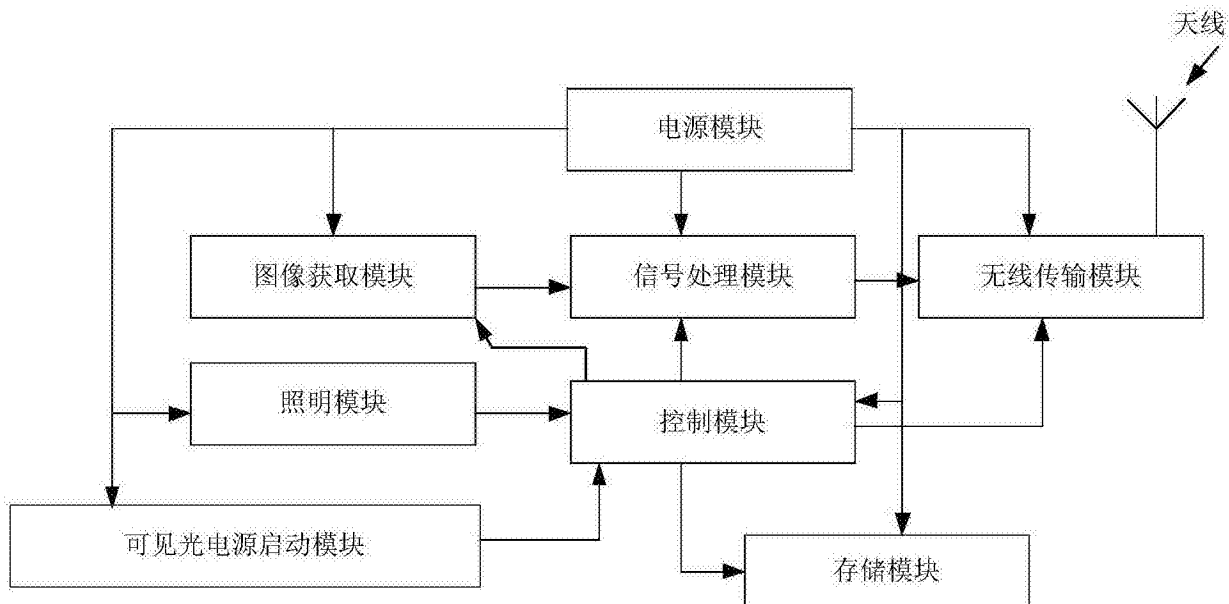 天线
电源模块
图像获取模块
信号处理模块
无线传输模块
照明模块
控制模块
可见光电源启动模块
存储模块